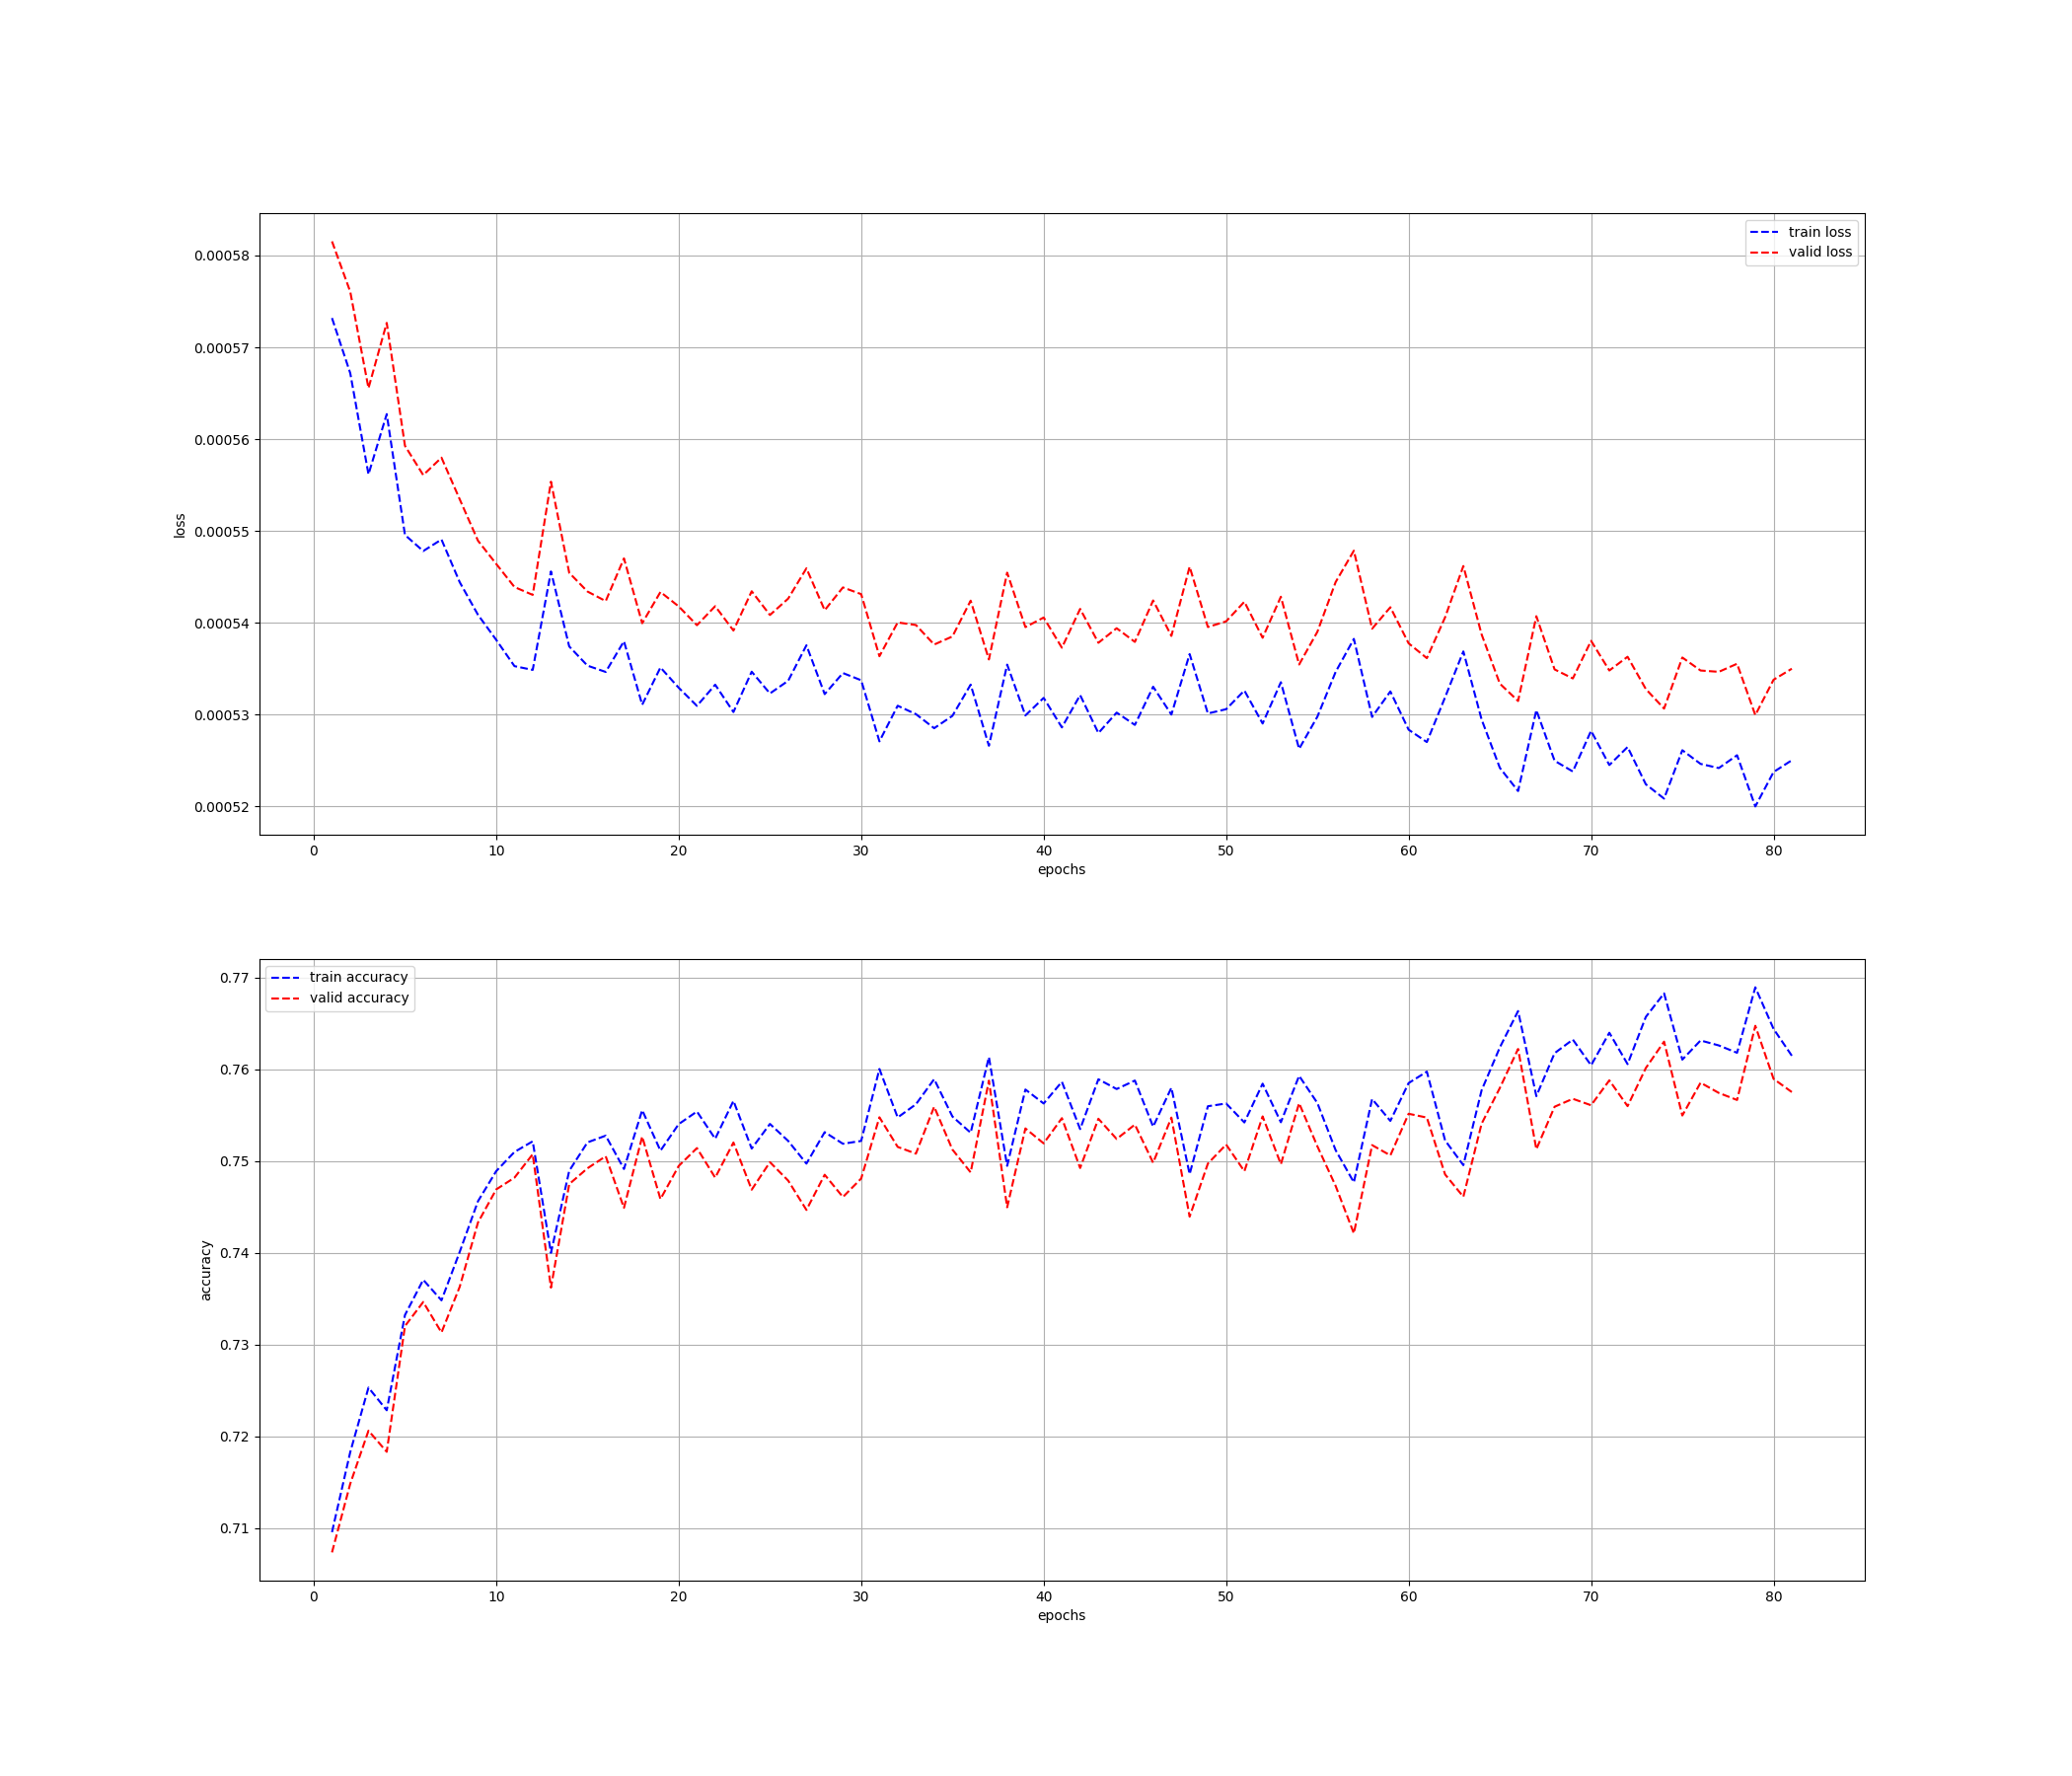 train loss
valid loss
0.00058
0.00057
0.00056
0.00055
0.00054
0.00053
0.00052
loss
0 10 20 30 40 50 60 70 80
epochs
train accuracy
valid accuracy
0.77
0.76
0.75
0.74
0.73
0.72
0.71
accuracy
0 10 20 30 40 50 60 70 80
epochs